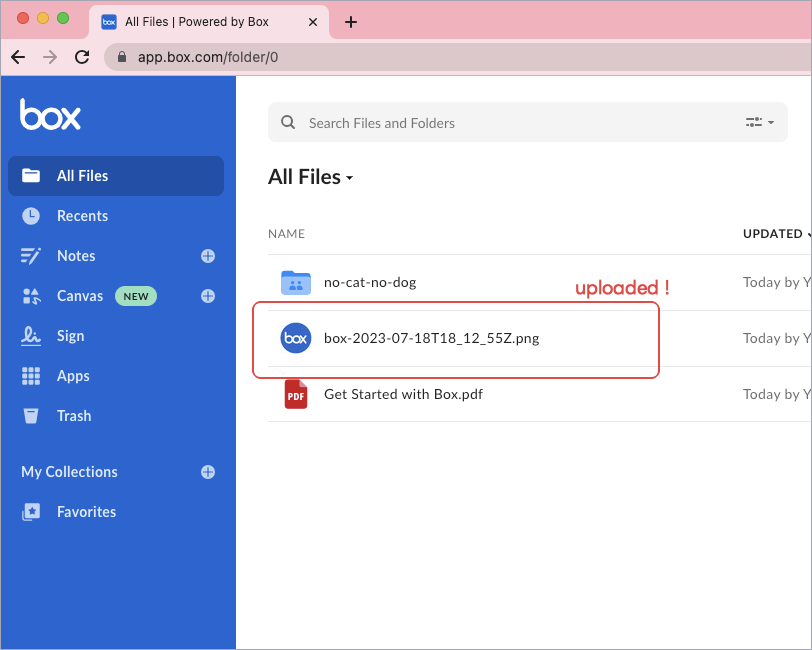 box
All Files | Powered by Box
app.box.com/folder/0
box
All Files
Recents
Notes
Canvas NEW
Sign
Apps
Trash
My Collections
Favorites
Search Files and Folders
All Files
NAME
UPDATED
no-cat-no-dog
Today by Y
uploaded !
box
box-2023-07-18T18_12_55Z.png
Today by Y
PDF
Get Started with Box.pdf
Today by Y